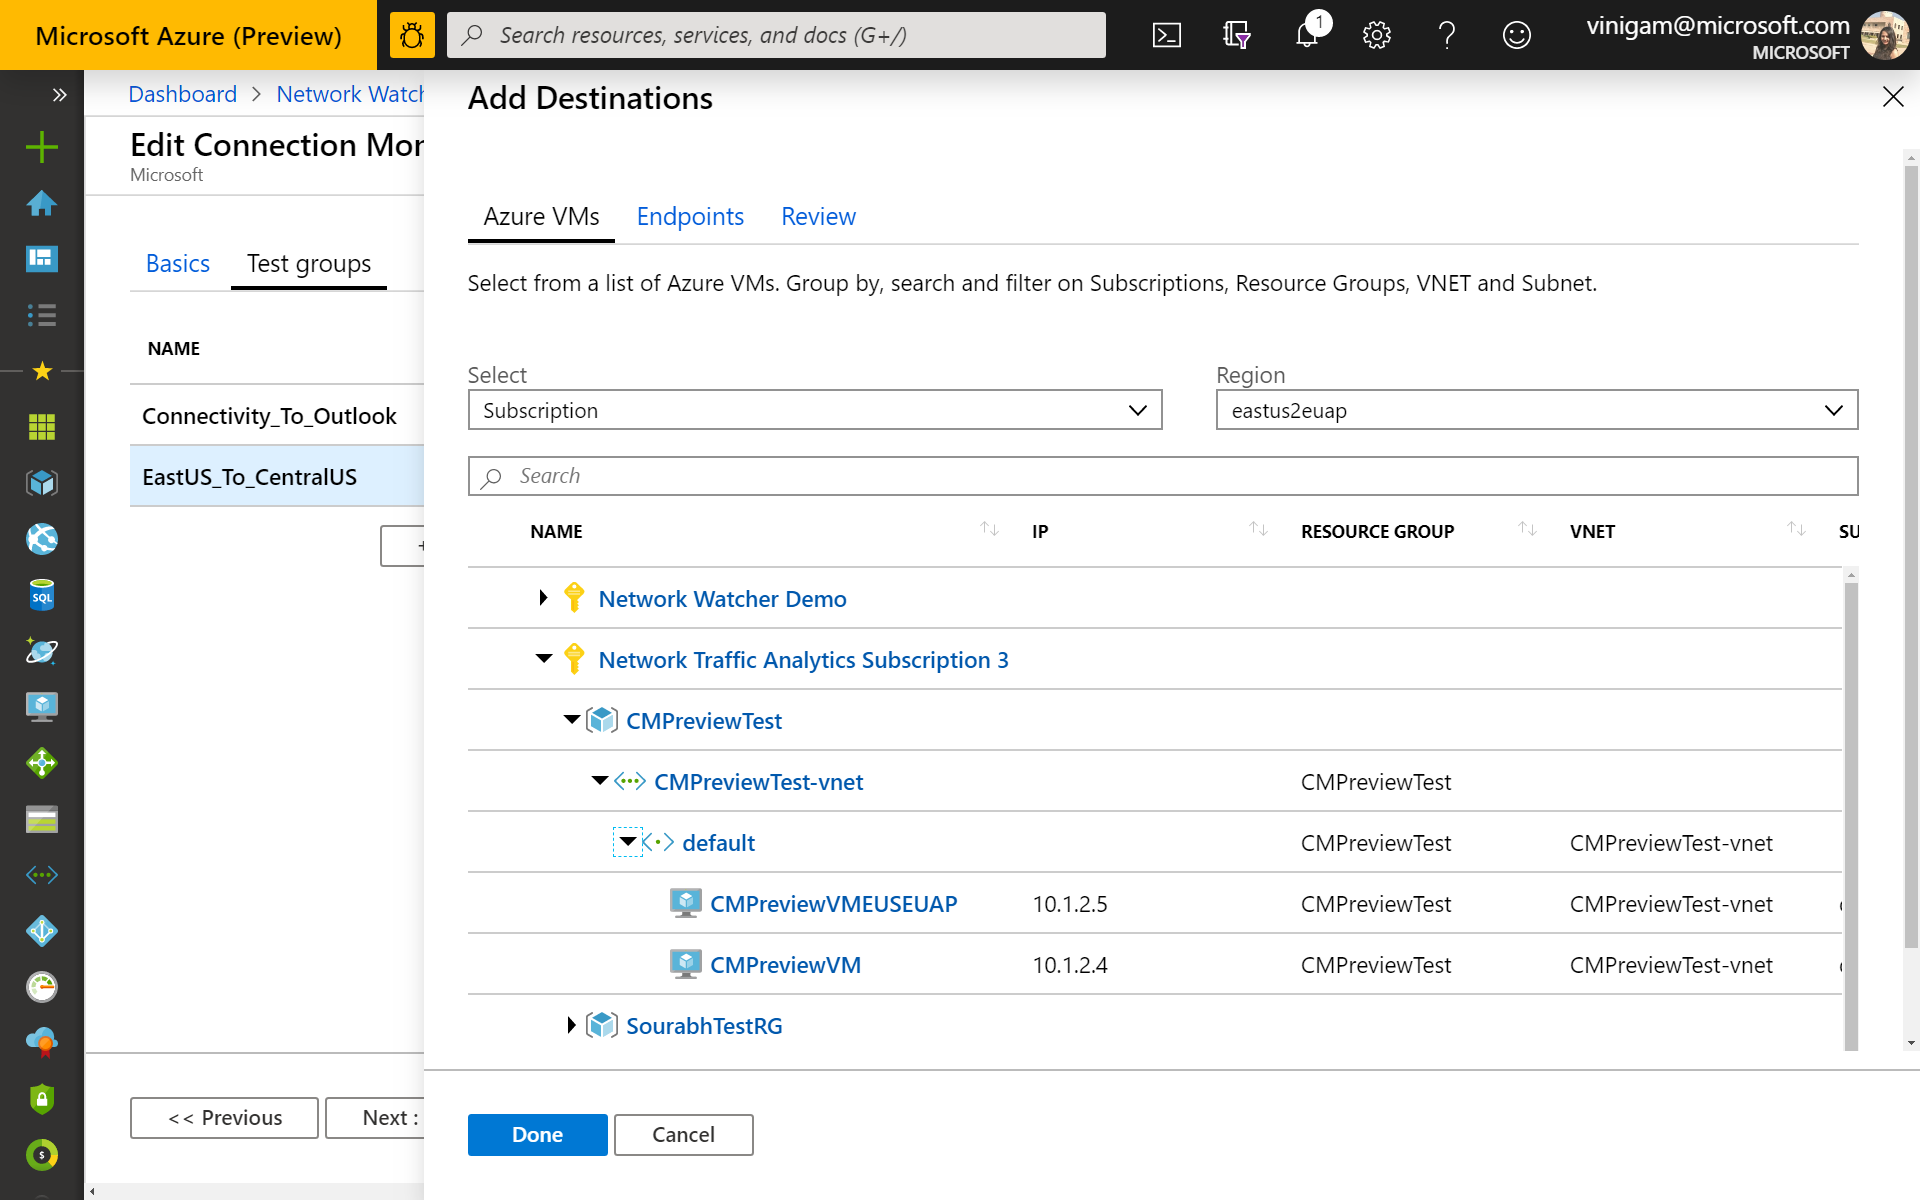 Microsoft Azure (Preview)
Search resources, services, and docs (G+/)
1
vinigam@microsoft.com
MICROSOFT
Dashboard > Network Watch
Edit Connection Mon
Microsoft
Basics
Test groups
NAME
Connectivity_To_Outlook
EastUS_To_CentralUS
+
<< Previous
Next :
SQL
$
Add Destinations
Azure VMs
Endpoints
Review
Select from a list of Azure VMs. Group by, search and filter on Subscriptions, Resource Groups, VNET and Subnet.
Select
Region
Subscription
eastus2euap
Search
NAME IP RESOURCE GROUP VNET SU
Network Watcher Demo
Network Traffic Analytics Subscription 3
CMPreviewTest
CMPreviewTest-vnet CMPreviewTest
default CMPreviewTest CMPreviewTest-vnet
CMPreviewVMEUSEUAP 10.1.2.5 CMPreviewTest CMPreviewTest-vnet
CMPreviewVM 10.1.2.4 CMPreviewTest CMPreviewTest-vnet
SourabhTestRG
Done
Cancel